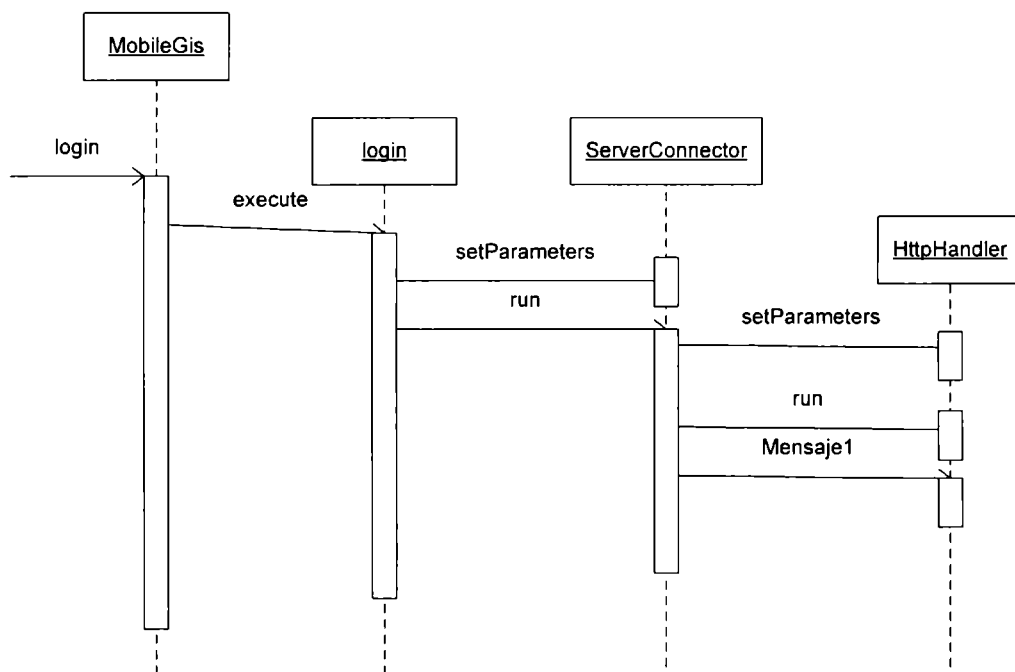 MobileGis
login
login
ServerConnector
execute
HttpHandler
setParameters
run
setParameters
run
Mensaje1